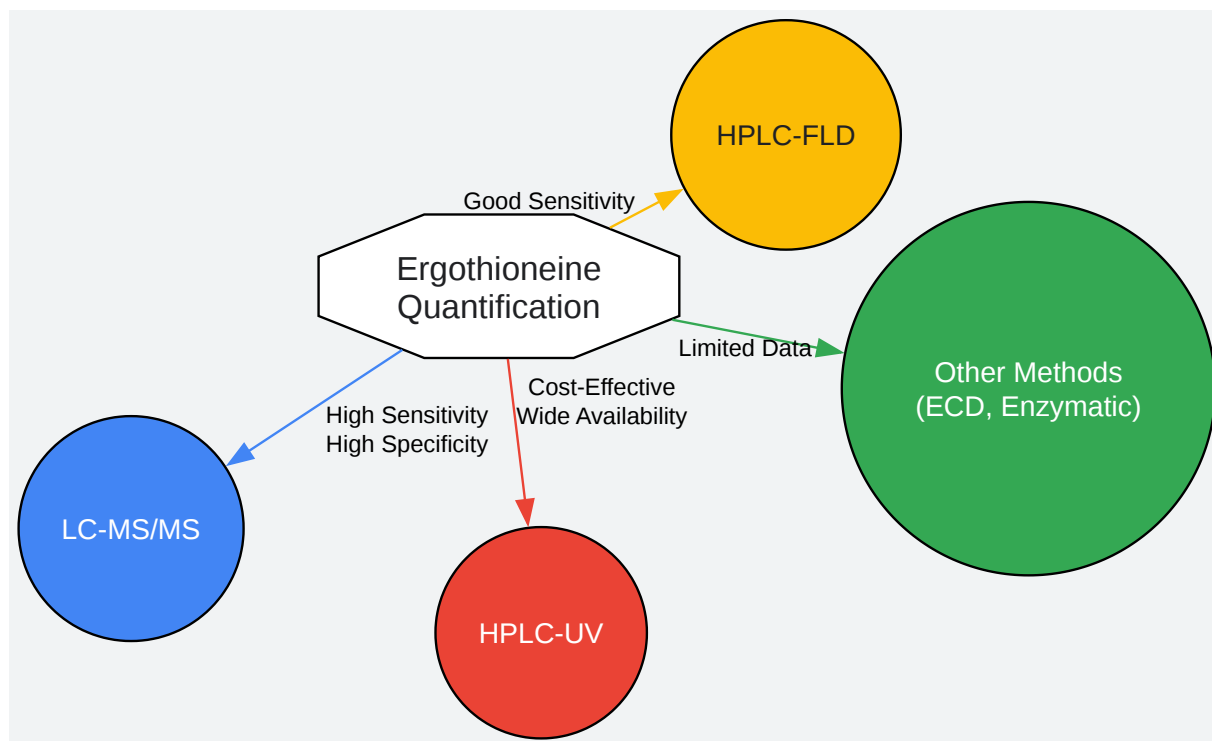 HPLC-FLD
Good Sensitivity
Ergothioneine
Quantification
Limited Data
Other Methods
(ECD, Enzymatic)
Cost-Effective
Wide Availability
High Sensitivity
High Specificity
LC-MS/MS
HPLC-UV